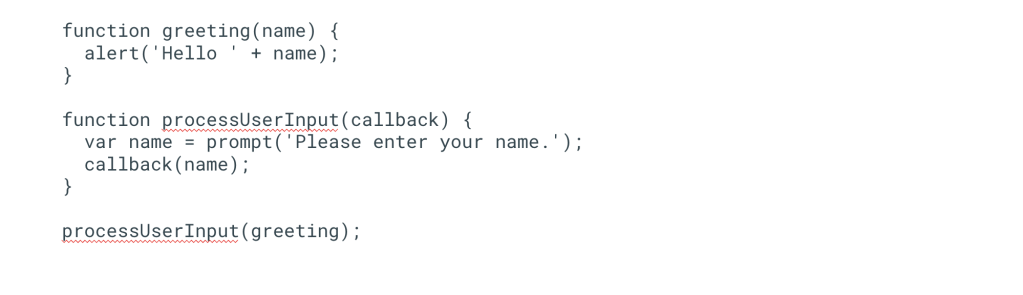 function greeting(name) {
  alert('Hello ' + name);
}

function processUserInput(callback) {
  var name = prompt('Please enter your name.');
  callback(name);
}

processUserInput(greeting);